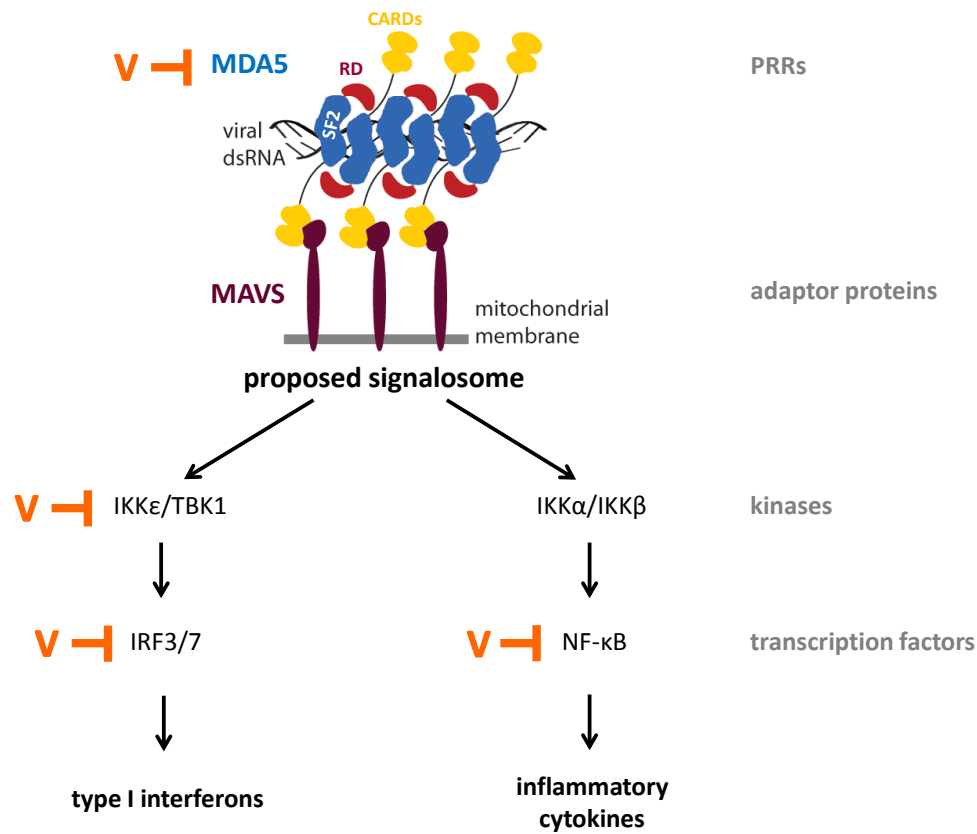 CARDs
V
MDA5
RD
PRRs
SF2
viral
dsRNA
MAVS
adaptor proteins
mitochondrial
membrane
proposed signalosome
V
IKKε/TBK1
IKKα/IKKβ
kinases
V
IRF3/7
V
NF-κB
transcription factors
type I interferons
inflammatory
cytokines